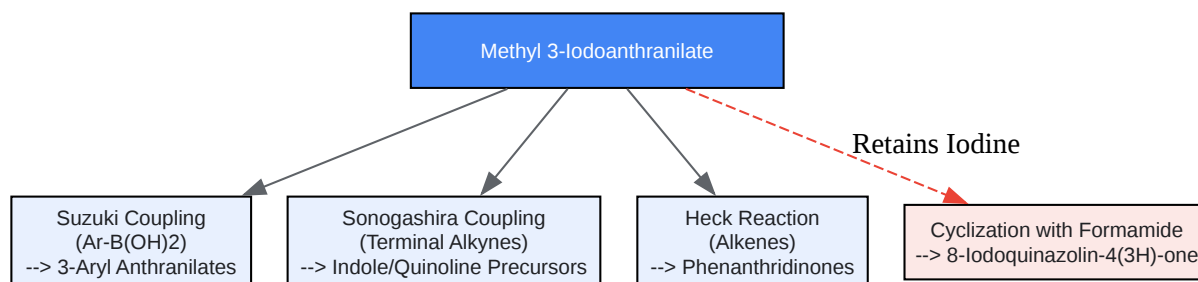 Methyl 3-Iodoanthranilate
Retains Iodine
Suzuki Coupling
(Ar-B(OH)2)
--> 3-Aryl Anthranilates
Sonogashira Coupling
(Terminal Alkynes)
--> Indole/Quinoline Precursors
Heck Reaction
(Alkenes)
--> Phenanthridinones
Cyclization with Formamide
--> 8-Iodoquinazolin-4(3H)-one